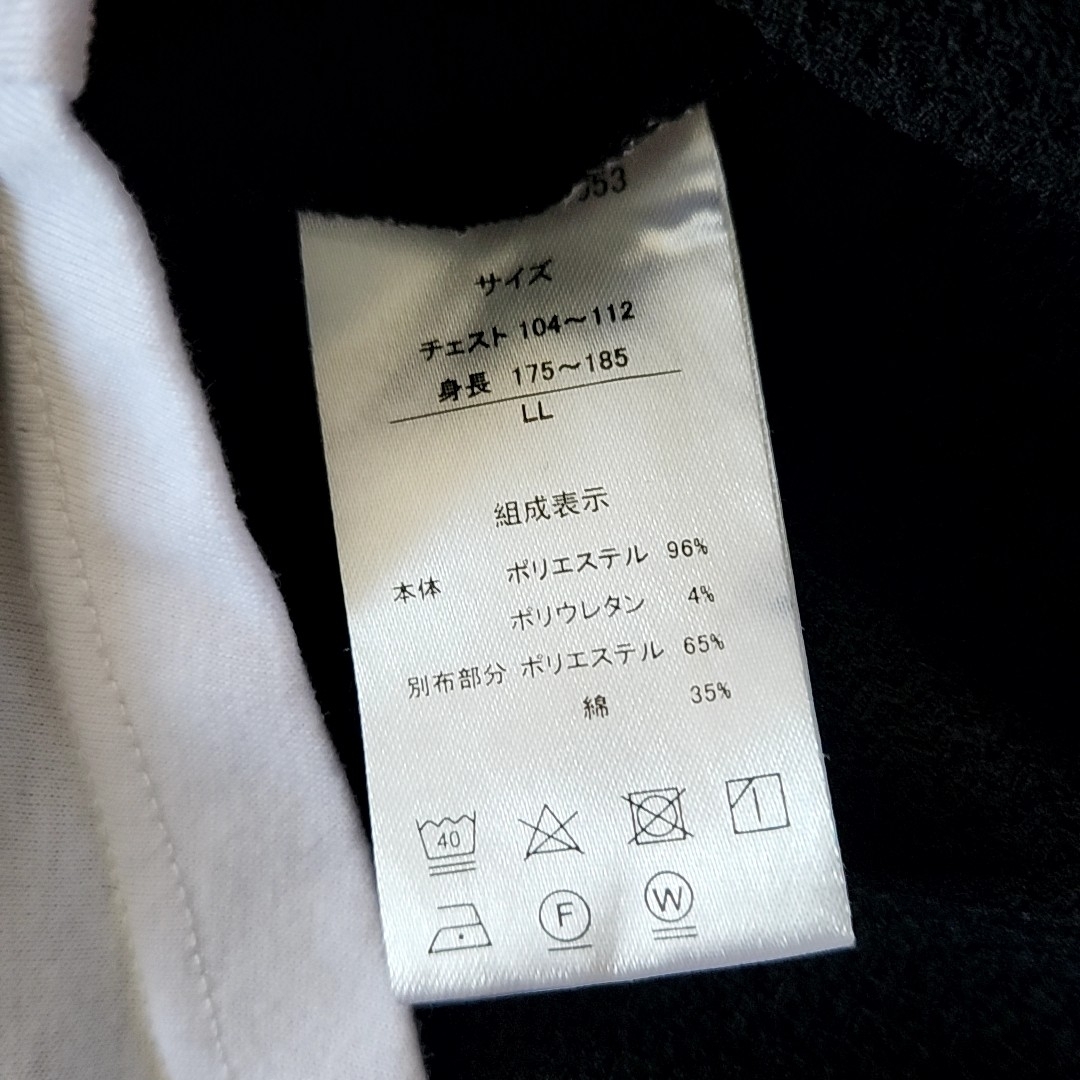 53
サイズ
チェスト 104～112
身長 175～185
LL
組成表示
本体 ポリエステル 96%
ポリウレタン 4%
別布部分 ポリエステル 65%
綿 35%
40
F
W